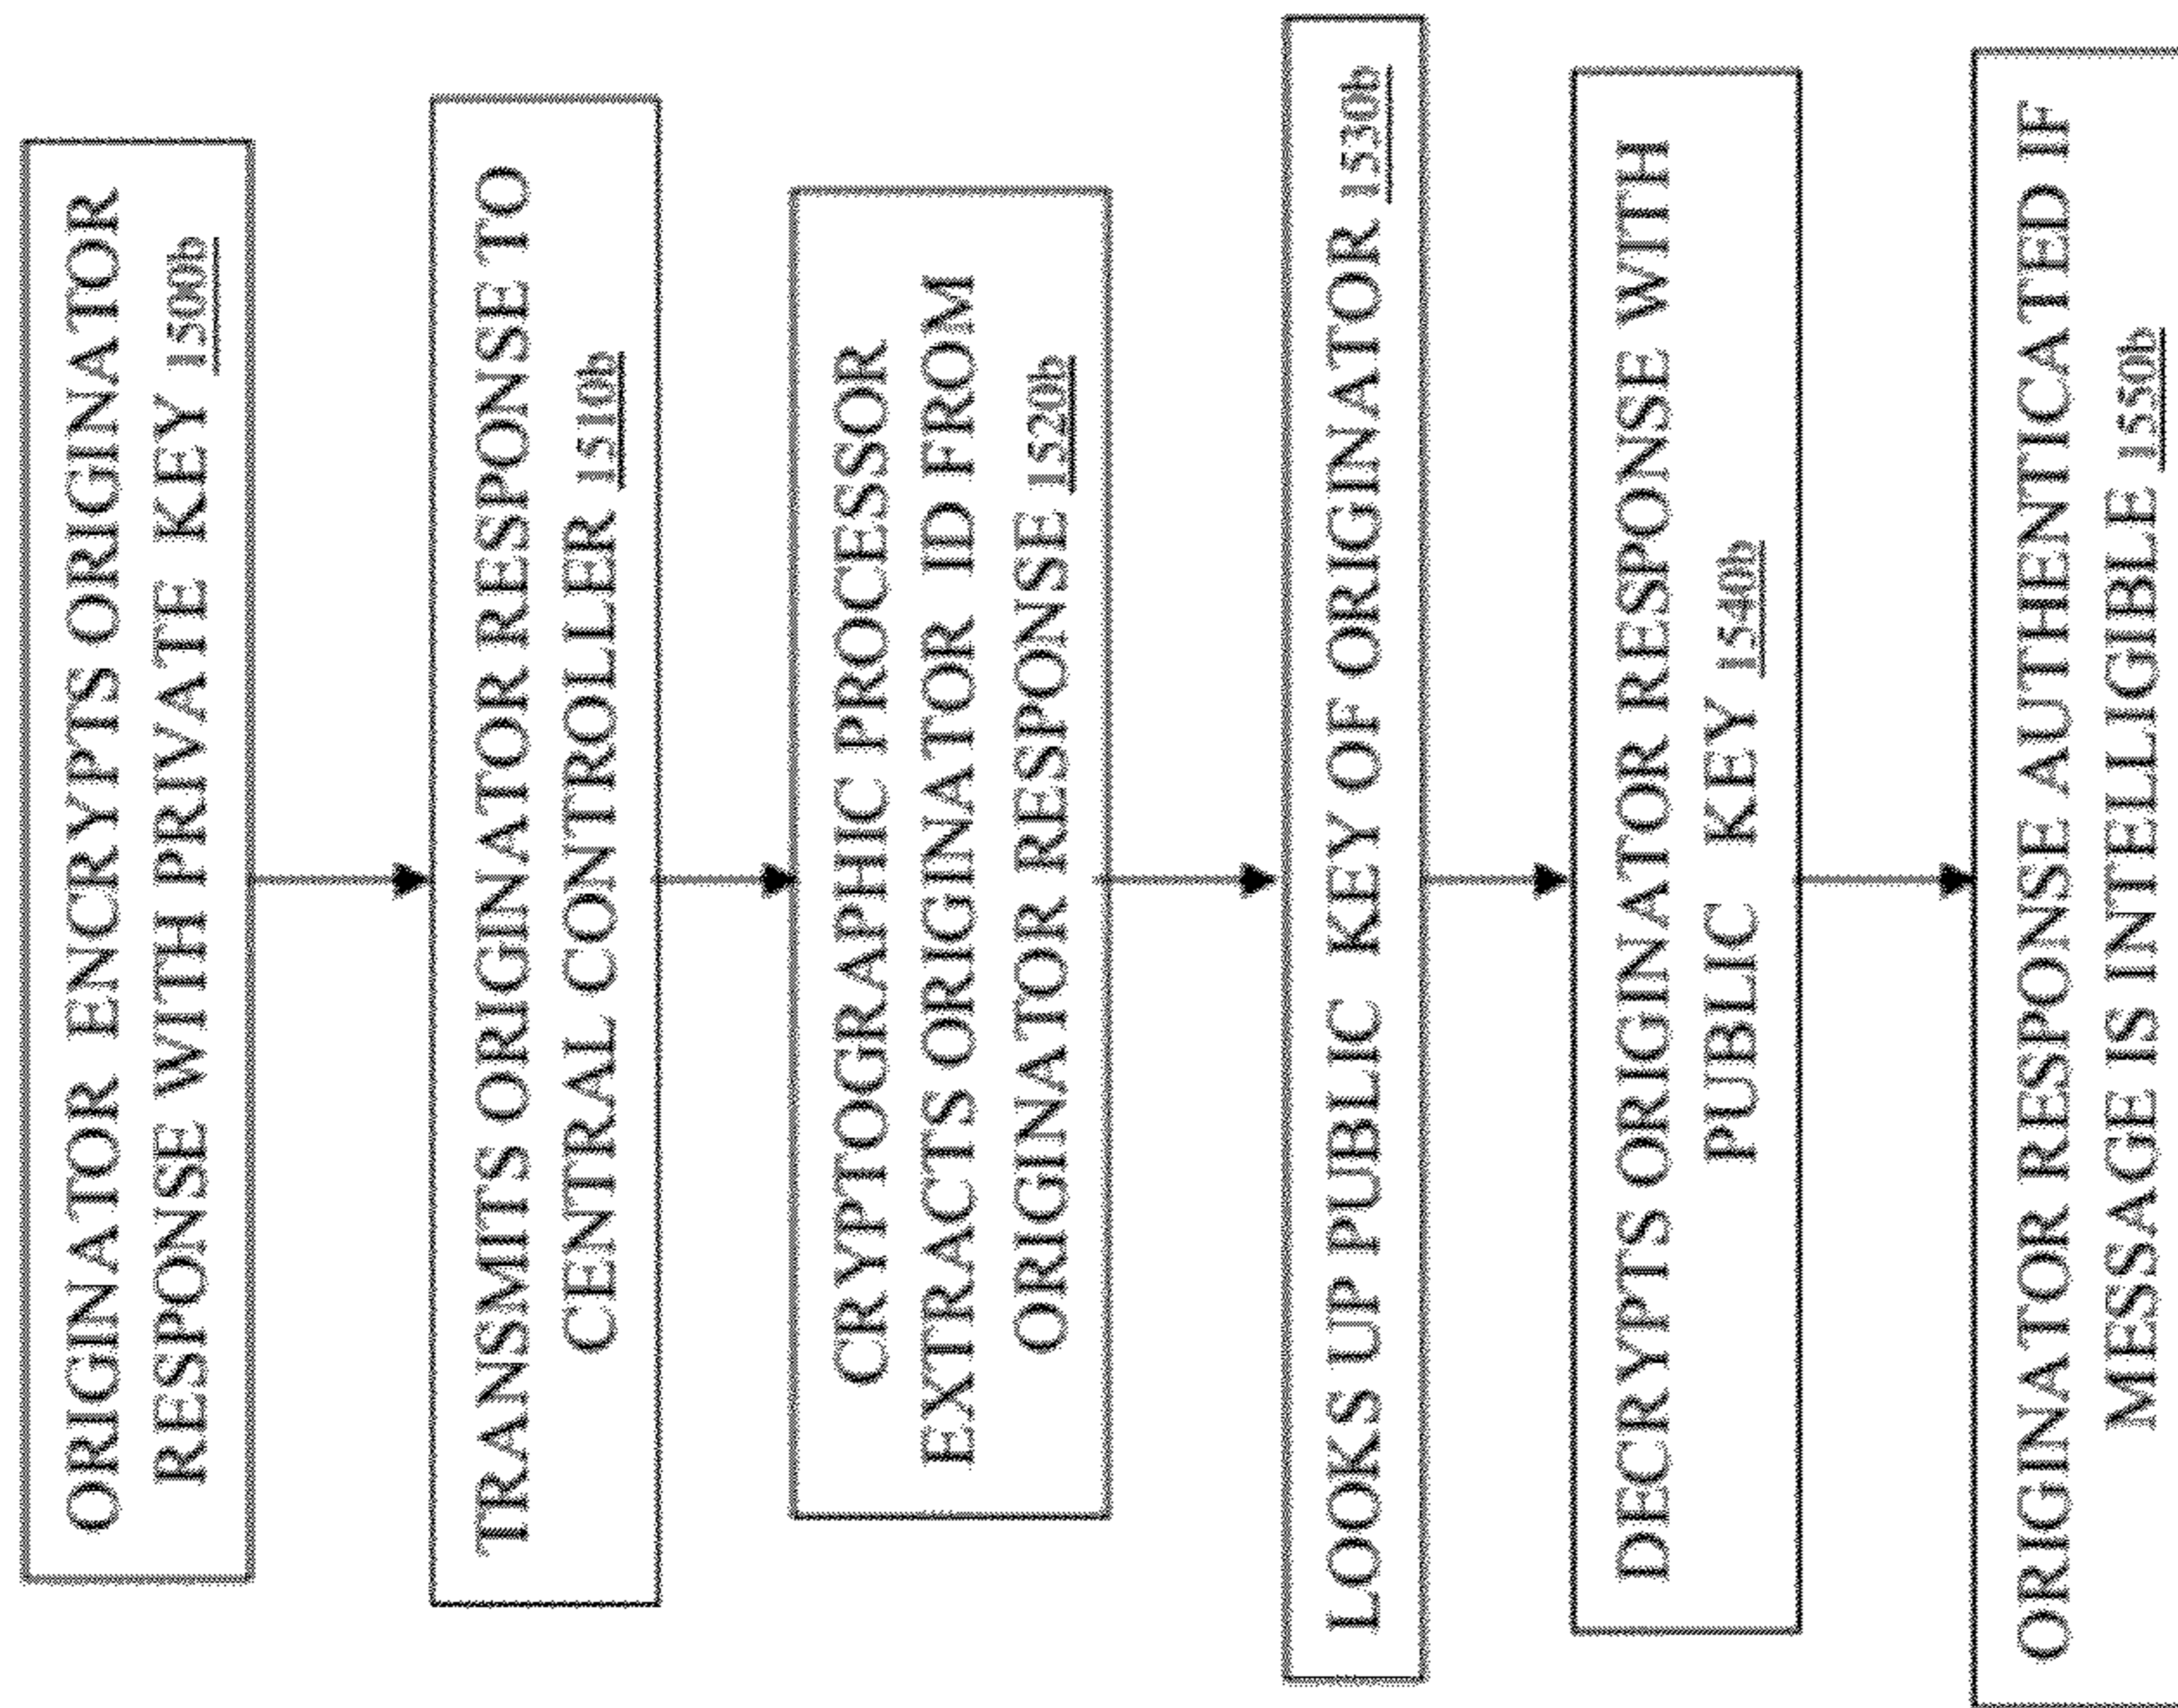 ORIGINATOR ENCRYPTS ORIGINATOR
RESPONSE WITH PRIVATE KEY 1500b
TRANSMITS ORIGINATOR RESPONSE TO
CENTRAL CONTROLLER 1510b
CRYPTOGRAPHIC PROCESSOR
EXTRACTS ORIGINATOR ID FROM
ORIGINATOR RESPONSE 1520b
LOOKS UP PUBLIC KEY OF ORIGINATOR 1530b
DECRYPTS ORIGINATOR RESPONSE WITH
PUBLIC KEY 1540b
ORIGINATOR RESPONSE AUTHENTICATED IF
MESSAGE IS INTELLIGIBLE 1550b